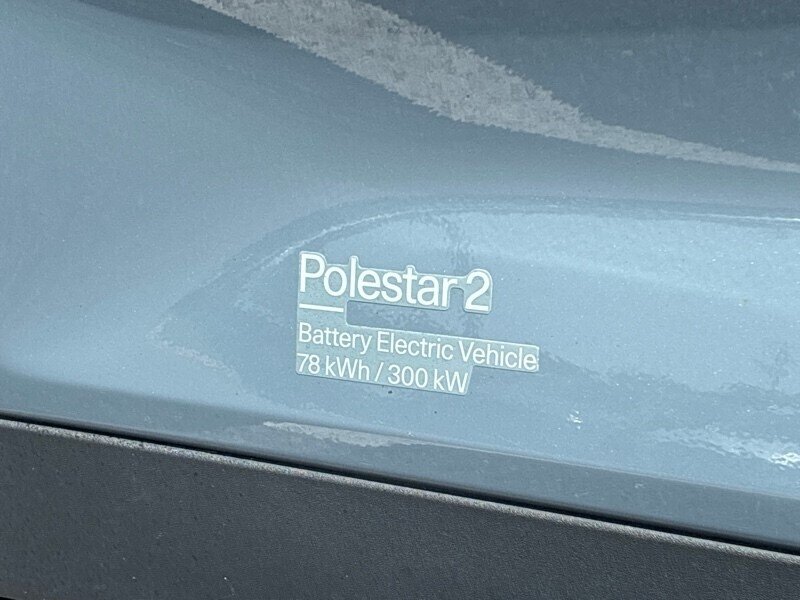 Polestar 2
Battery Electric Vehicle
78 kWh / 300 kW